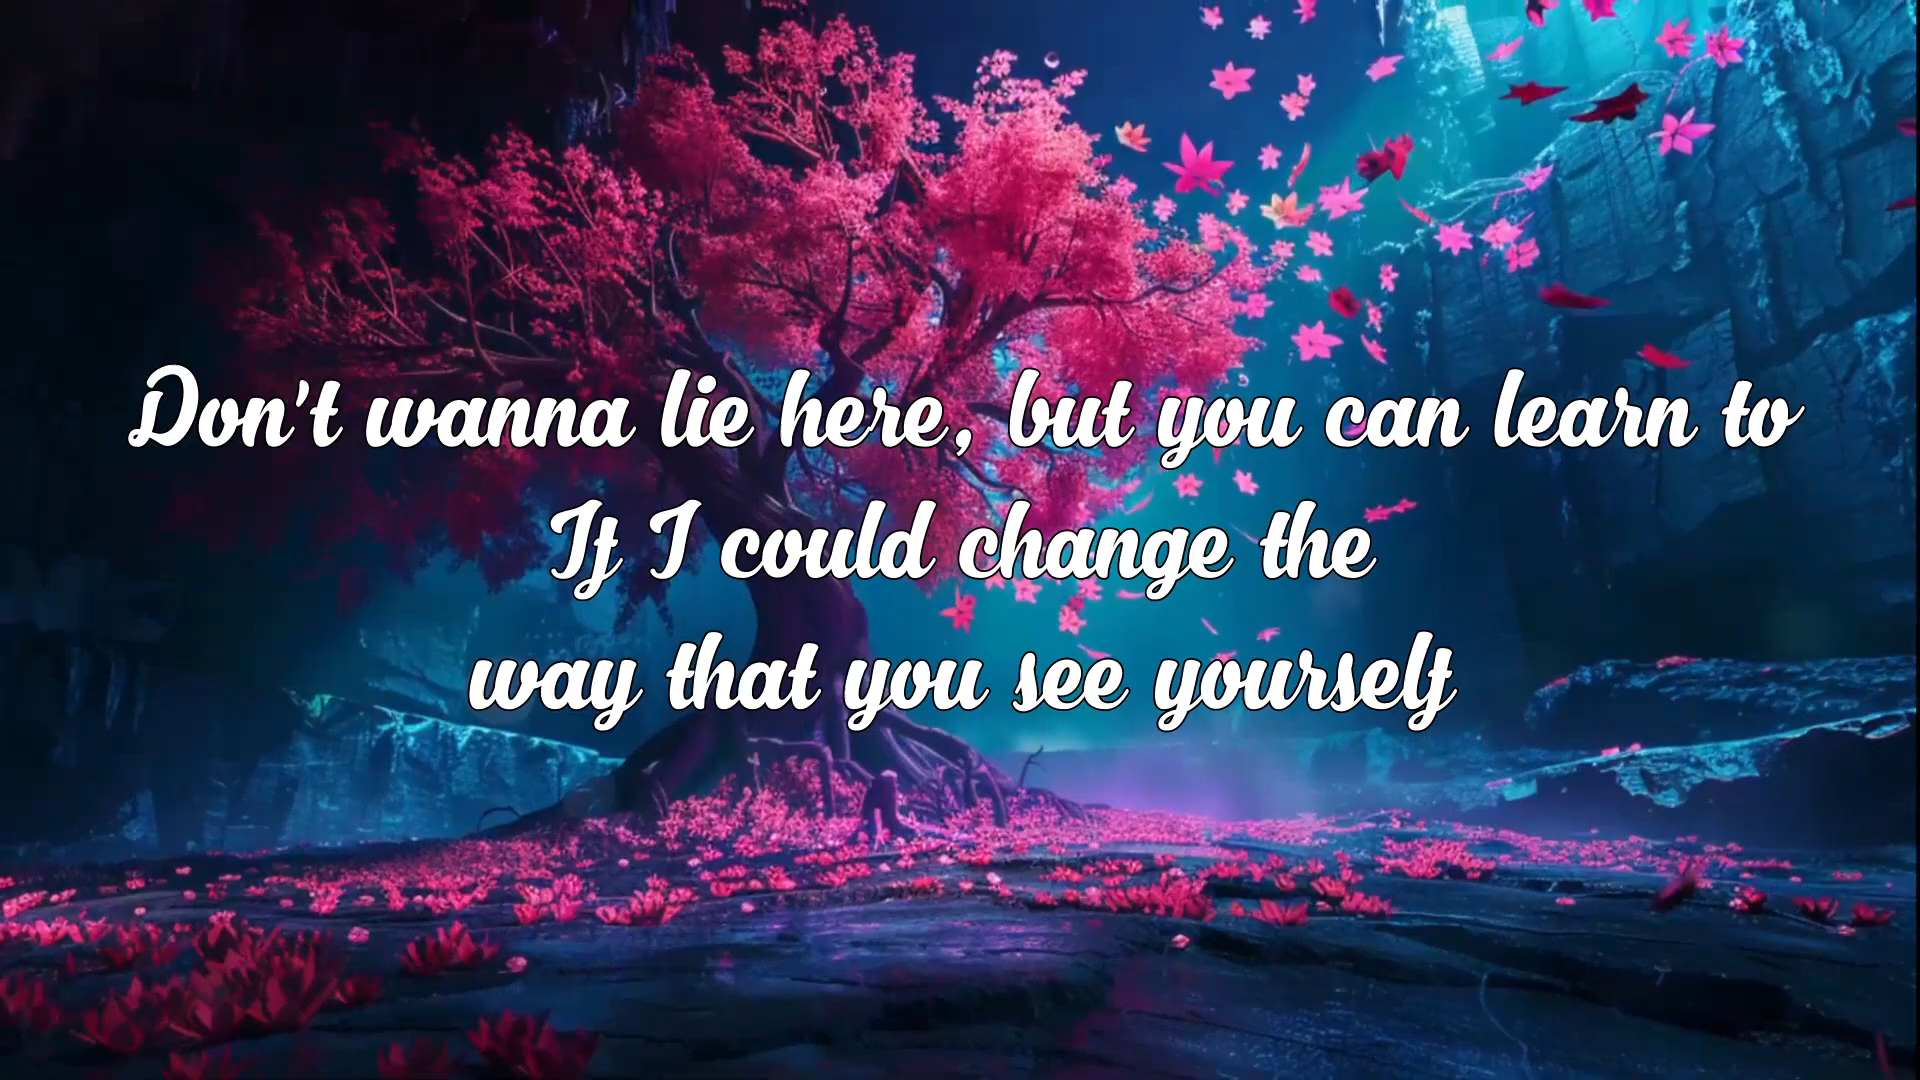 Don't wanna lie here, but you can learn to
If I could change the
way that you see yourself